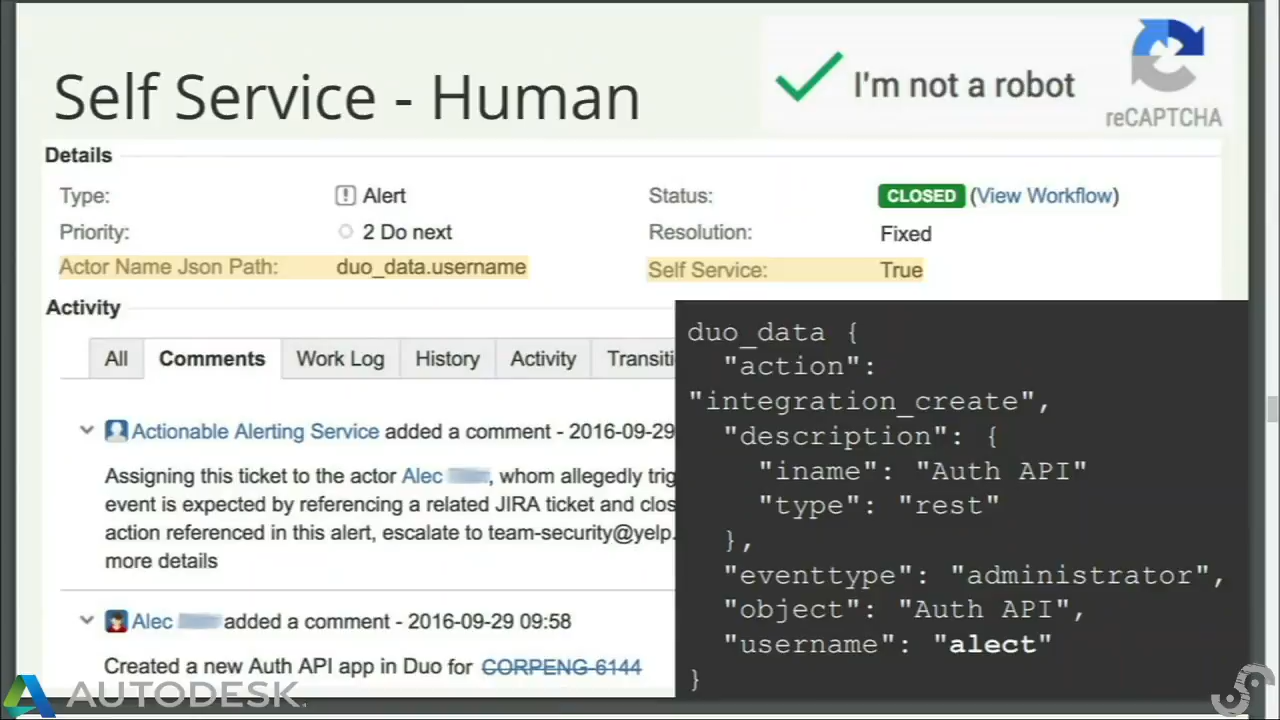 Self Service - Human
I'm not a robot
reCAPTCHA
Details
Type: Alert
Status: CLOSED (View Workflow)
Priority: 2 Do next
Resolution: Fixed
Actor Name Json Path: duo_data.username
Self Service: True
Activity
All Comments Work Log History Activity Transiti
Actionable Alerting Service added a comment - 2016-09-29
Assigning this ticket to the actor Alec , whom allegedly trig
event is expected by referencing a related JIRA ticket and clos
action referenced in this alert, escalate to team-security@yelp.
more details
Alec added a comment - 2016-09-29 09:58
Created a new Auth API app in Duo for CORPENG-6144
duo_data {
"action":
"integration_create",
"description": {
"iname": "Auth API"
"type": "rest"
},
"eventtype": "administrator",
"object": "Auth API",
"username": "alect"
}
AUTODESK.